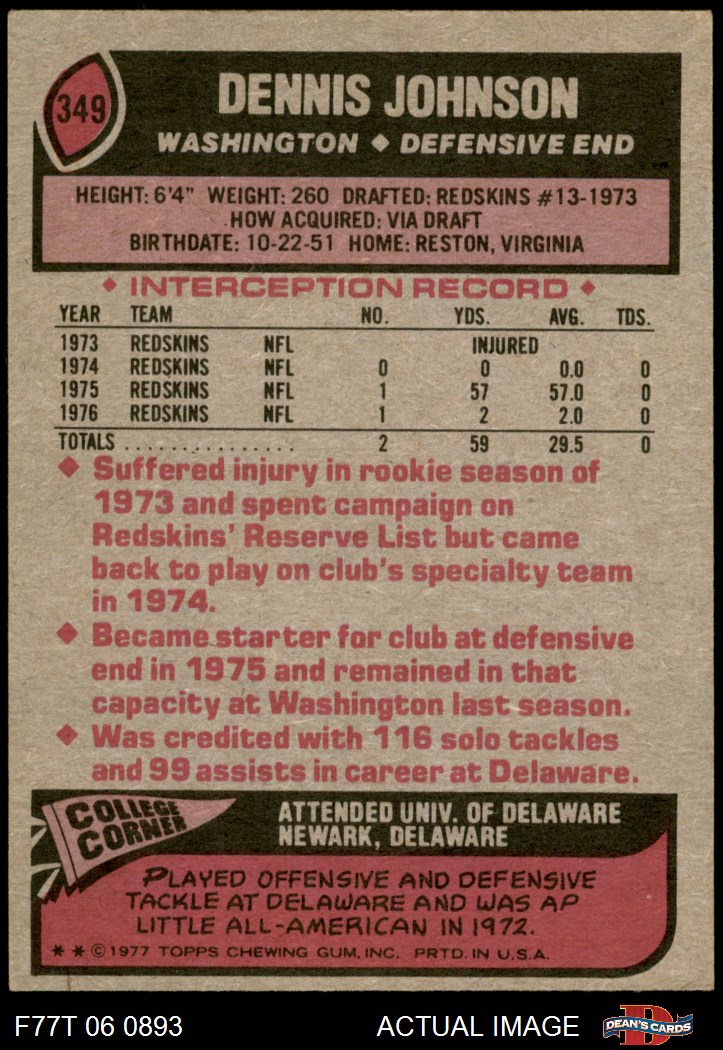 349
DENNIS JOHNSON
WASHINGTON ◆ DEFENSIVE END
HEIGHT: 6'4" WEIGHT: 260 DRAFTED: REDSKINS #13-1973
HOW ACQUIRED: VIA DRAFT
BIRTHDATE: 10-22-51 HOME: RESTON, VIRGINIA
◆ INTERCEPTION RECORD ◆
YEAR TEAM NO. YDS. AVG. TDS.
1973 REDSKINS NFL INJURED
1974 REDSKINS NFL 0 0 0.0 0
1975 REDSKINS NFL 1 57 57.0 0
1976 REDSKINS NFL 1 2 2.0 0
TOTALS . . . . . . . . . . . . . . . 2 59 29.5 0
◆ Suffered injury in rookie season of
1973 and spent campaign on
Redskins' Reserve List but came
back to play on club's specialty team
in 1974.
◆ Became starter for club at defensive
end in 1975 and remained in that
capacity at Washington last season.
◆ Was credited with 116 solo tackles
and 99 assists in career at Delaware.
COLLEGE
CORNER
ATTENDED UNIV. OF DELAWARE
NEWARK, DELAWARE
PLAYED OFFENSIVE AND DEFENSIVE
TACKLE AT DELAWARE AND WAS AP
LITTLE ALL-AMERICAN IN 1972.
* * © 1977 TOPPS CHEWING GUM, INC. PRTD. IN U.S.A.
F77T 06 0893 ACTUAL IMAGE
D
DEAN'S CARDS